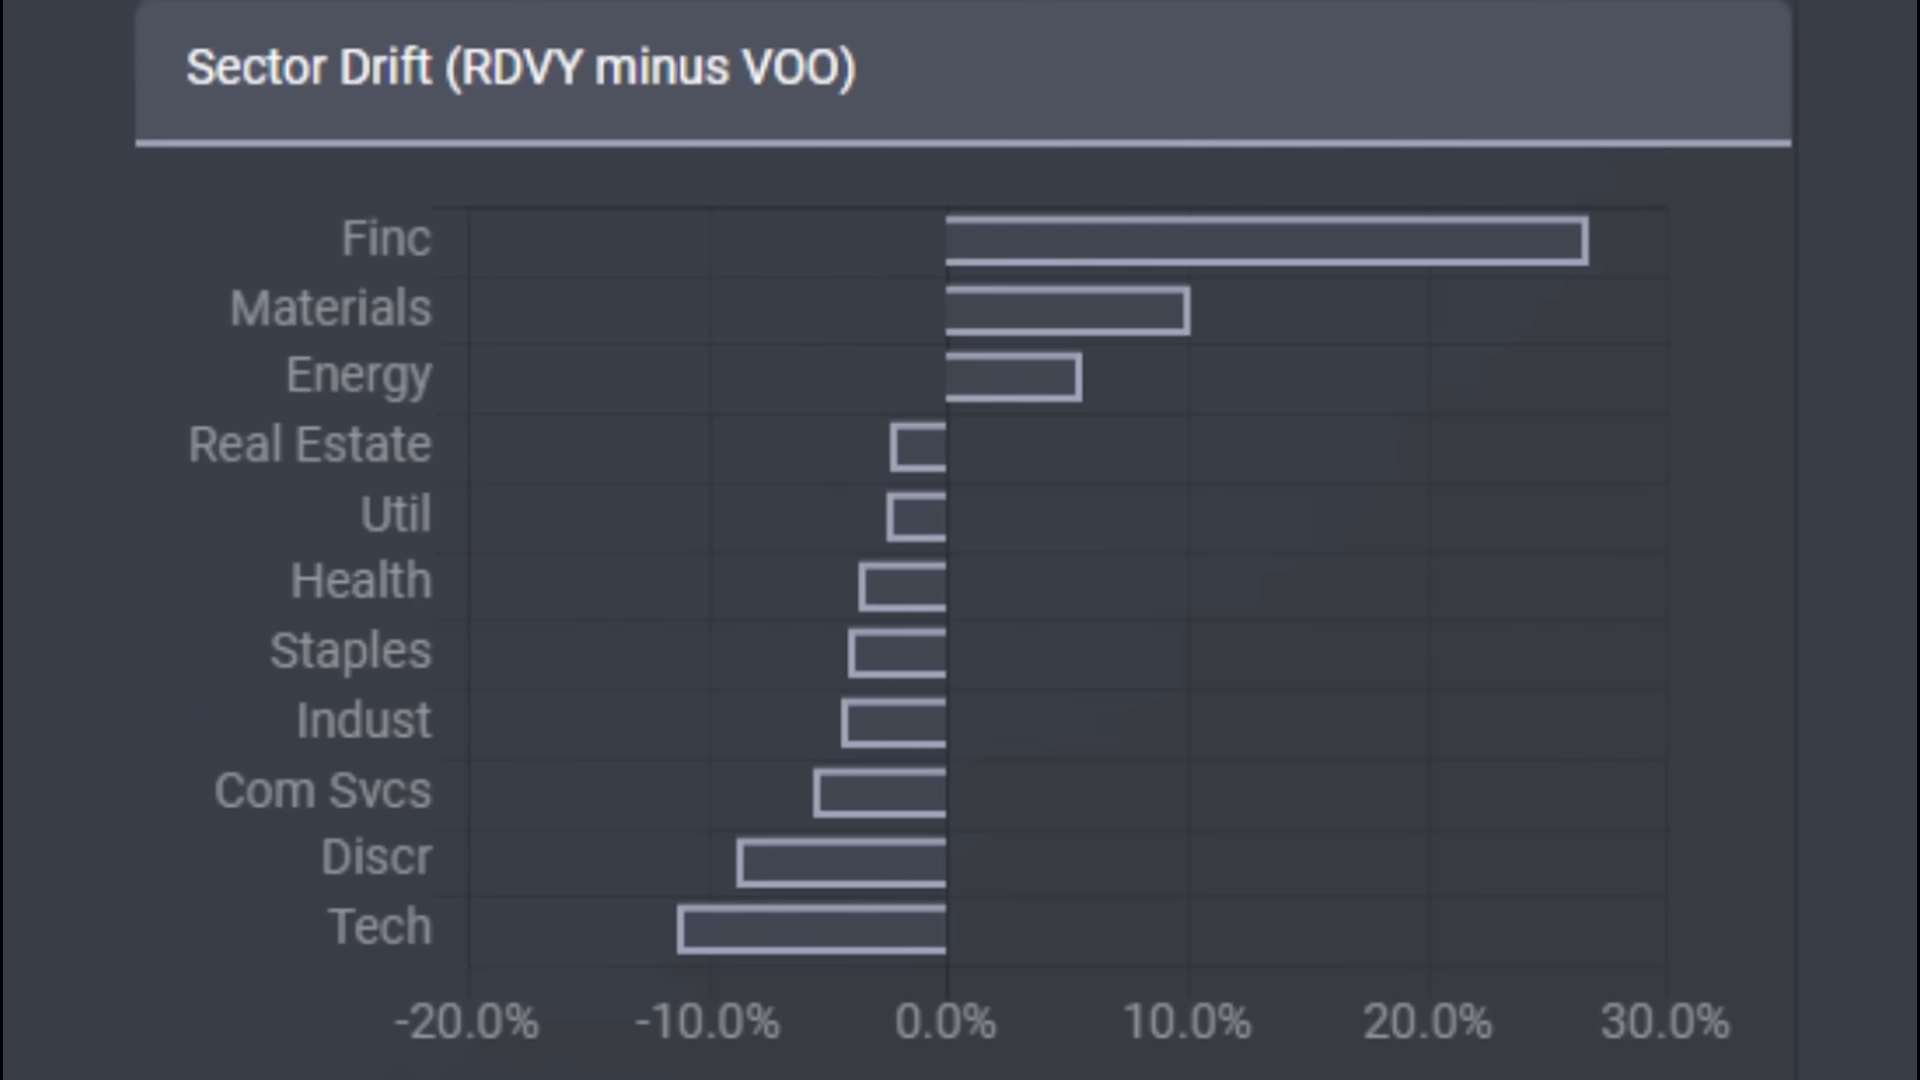 Sector Drift (RDVY minus VOO)
Finc
Materials
Energy
Real Estate
Util
Health
Staples
Indust
Com Svcs
Discr
Tech
-20.0% -10.0% 0.0% 10.0% 20.0% 30.0%